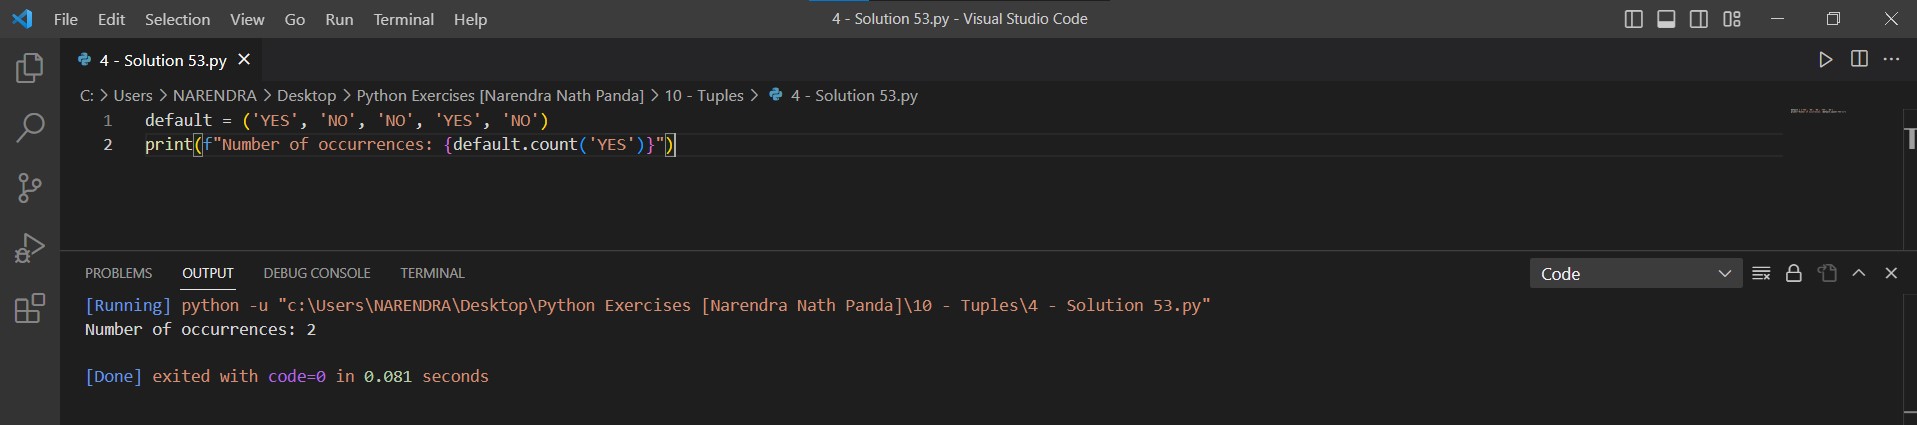 File Edit Selection View Go Run Terminal Help
4 - Solution 53.py - Visual Studio Code
4 - Solution 53.py
C: > Users > NARENDRA > Desktop > Python Exercises [Narendra Nath Panda] > 10 - Tuples > 4 - Solution 53.py
1 default = ('YES', 'NO', 'NO', 'YES', 'NO')
2 print(f"Number of occurrences: {default.count('YES')}")
PROBLEMS OUTPUT DEBUG CONSOLE TERMINAL
Code
[Running] python -u "c:\Users\NARENDRA\Desktop\Python Exercises [Narendra Nath Panda]\10 - Tuples\4 - Solution 53.py"
Number of occurrences: 2
[Done] exited with code=0 in 0.081 seconds